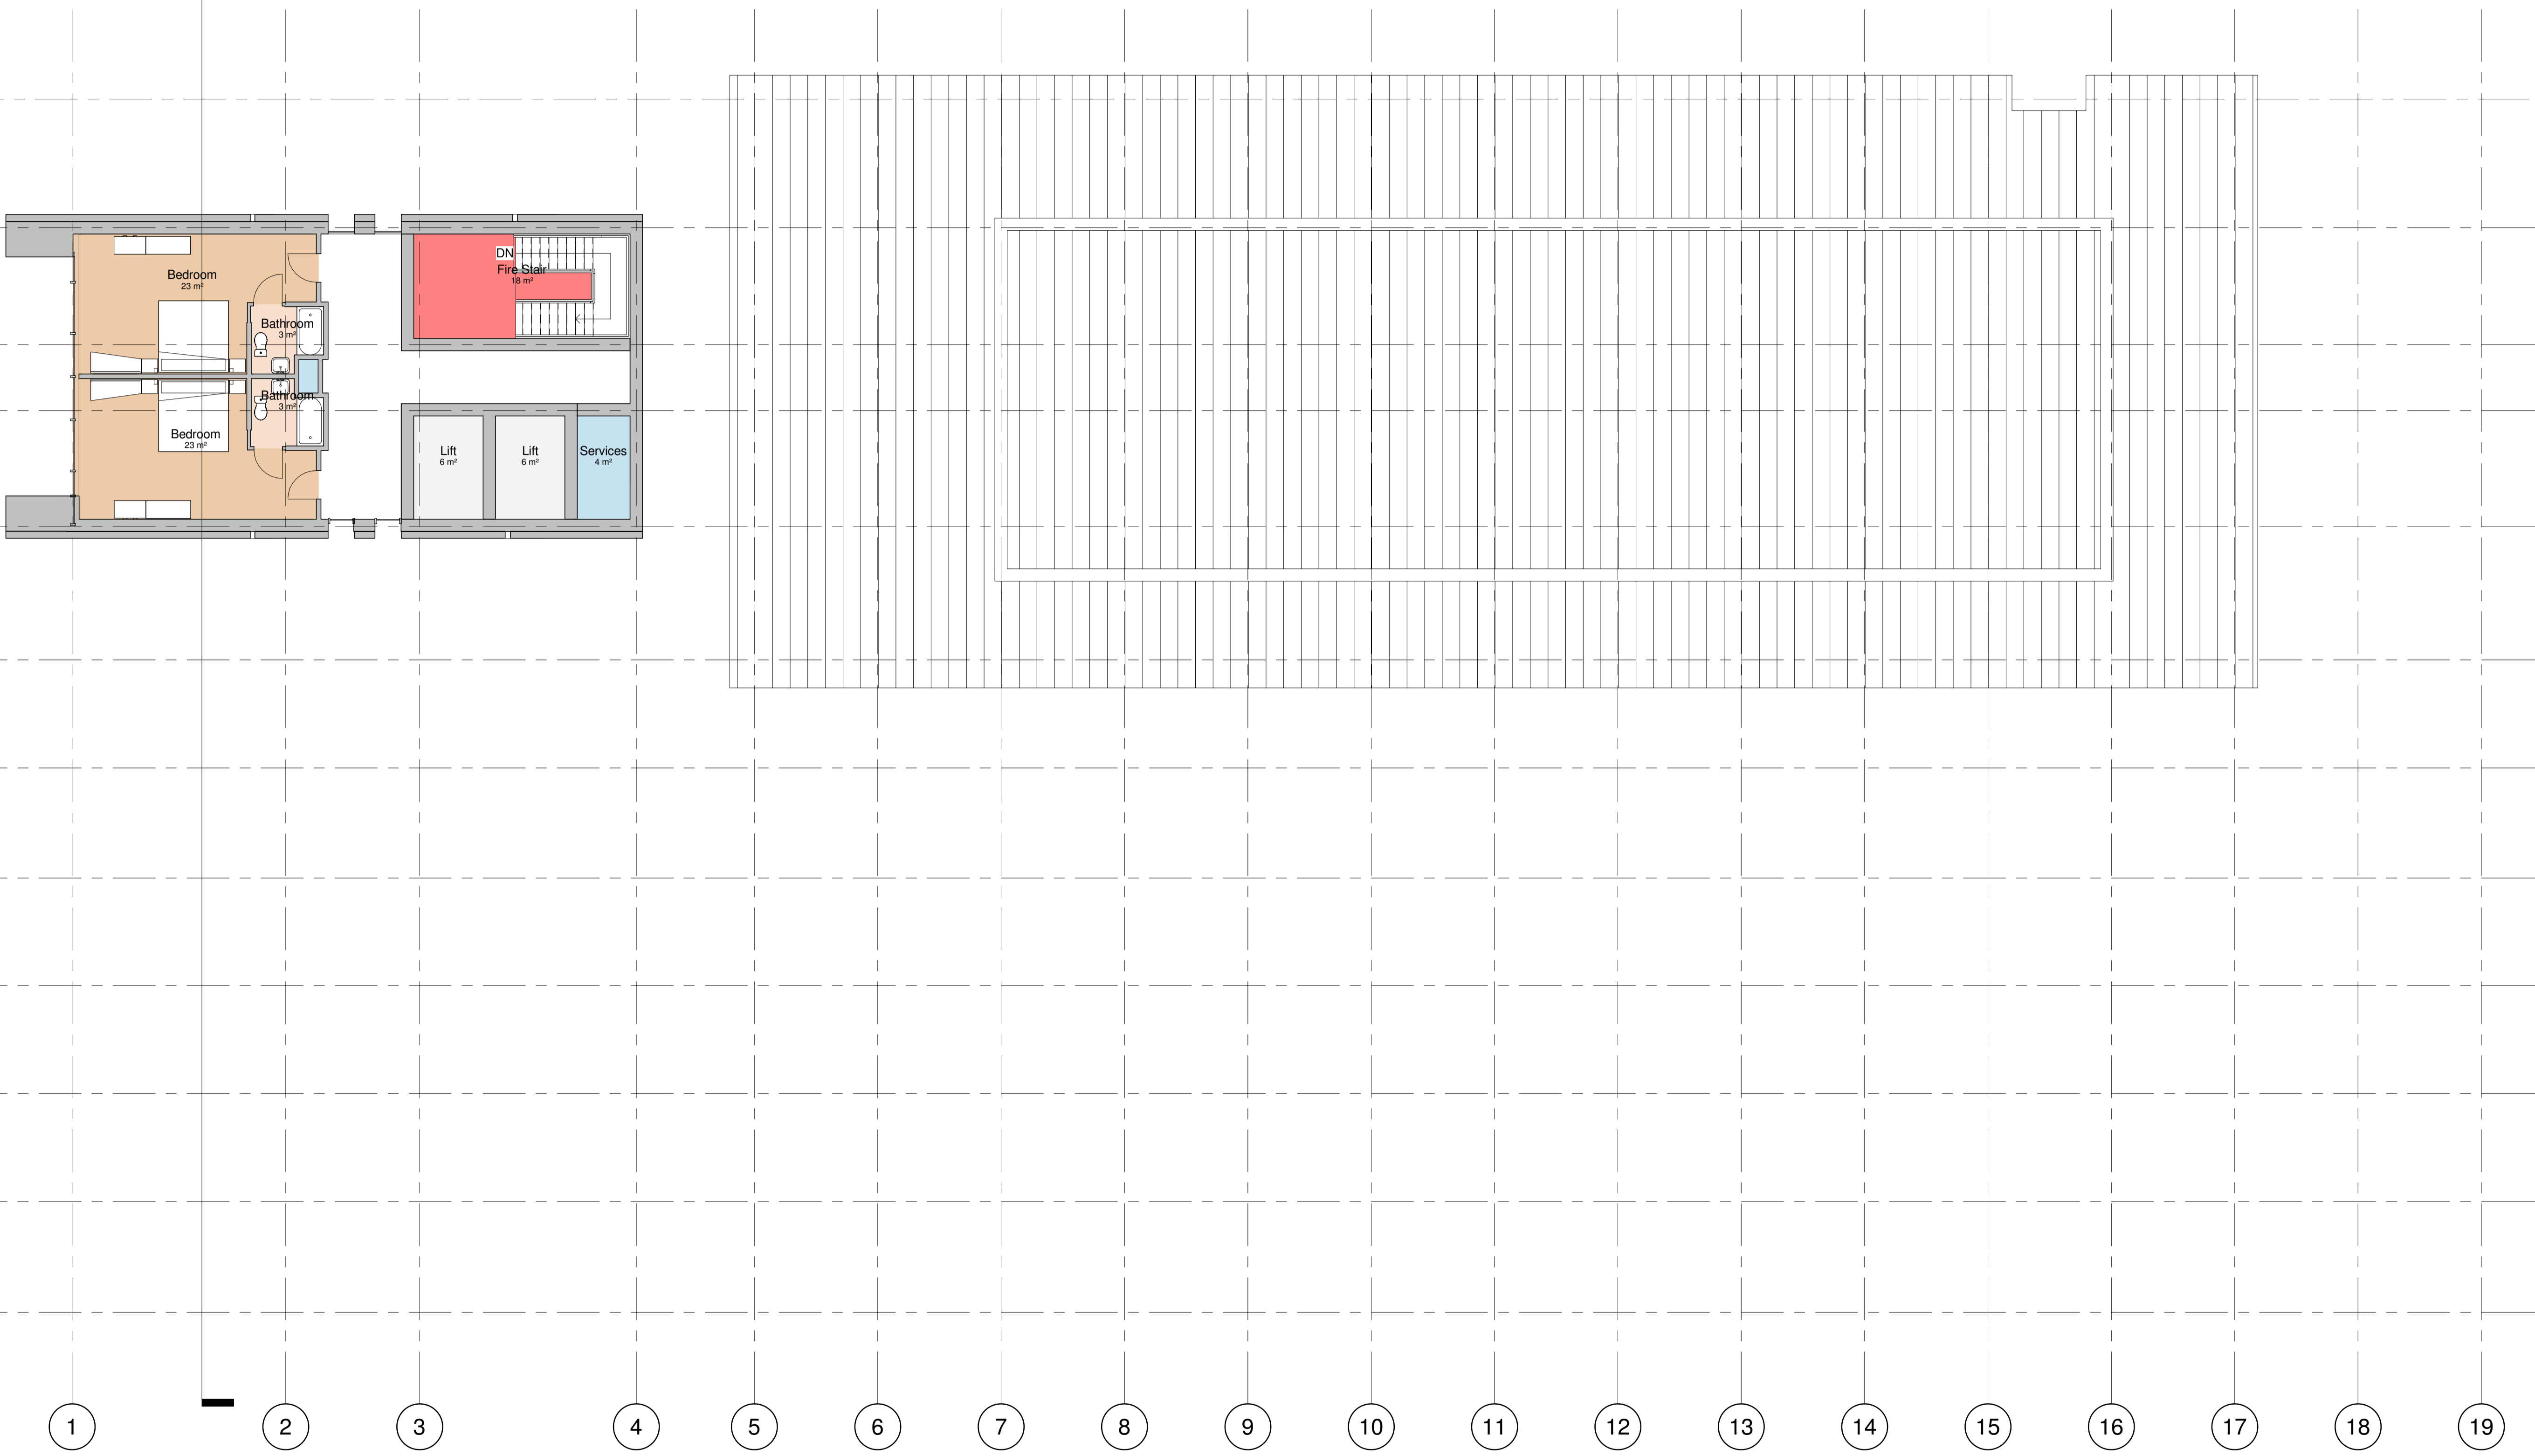 DN
Fire Stair
18 m²
Bedroom
23 m²
Bathroom
3 m²
Bathroom
3 m²
Bedroom
23 m²
Lift
6 m²
Lift
6 m²
Services
4 m²
1 2 3 4 5 6 7 8 9 10 11 12 13 14 15 16 17 18 19